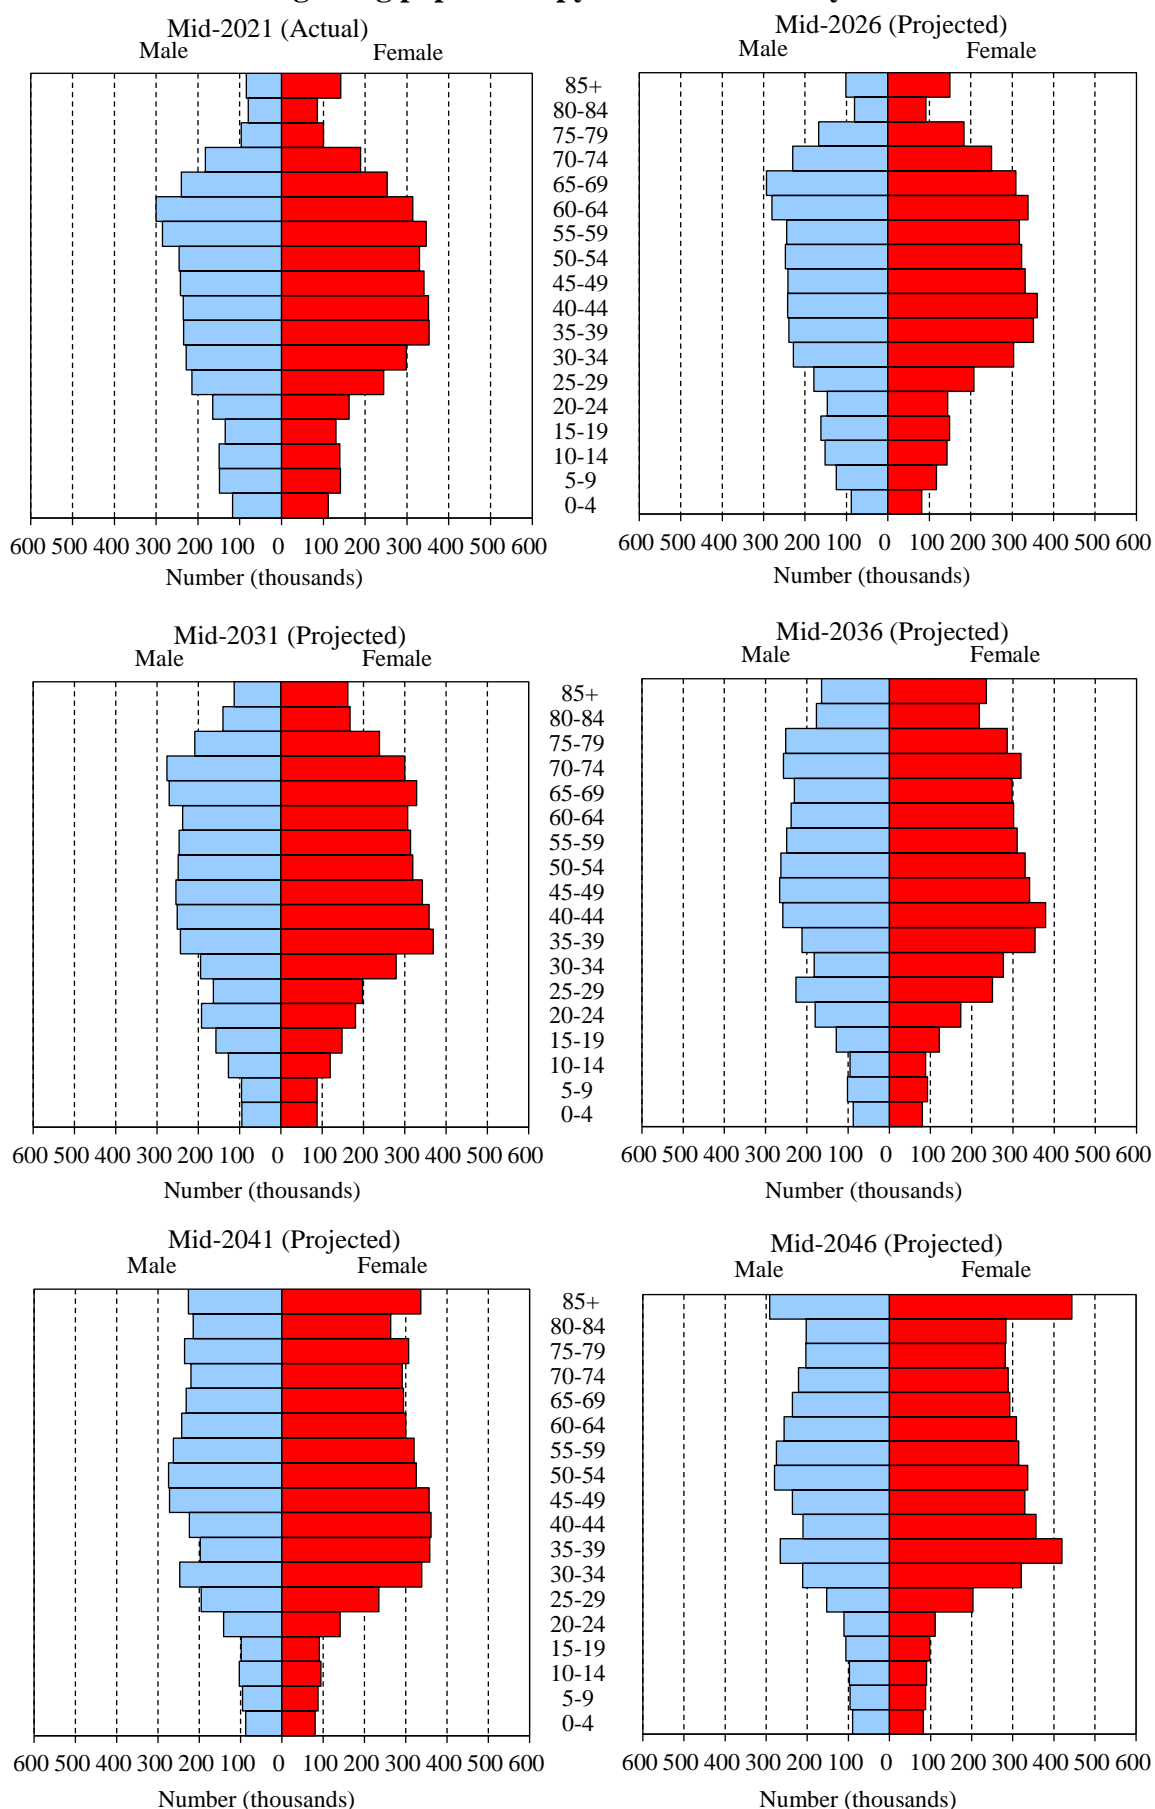 Mid-2021 (Actual)
Male Female
Mid-2026 (Projected)
Male Female
85+
80-84
75-79
70-74
65-69
60-64
55-59
50-54
45-49
40-44
35-39
30-34
25-29
20-24
15-19
10-14
5-9
0-4
600 500 400 300 200 100 0 100 200 300 400 500 600
Number (thousands)
600 500 400 300 200 100 0 100 200 300 400 500 600
Number (thousands)
Mid-2031 (Projected)
Male Female
Mid-2036 (Projected)
Male Female
85+
80-84
75-79
70-74
65-69
60-64
55-59
50-54
45-49
40-44
35-39
30-34
25-29
20-24
15-19
10-14
5-9
0-4
600 500 400 300 200 100 0 100 200 300 400 500 600
Number (thousands)
600 500 400 300 200 100 0 100 200 300 400 500 600
Number (thousands)
Mid-2041 (Projected)
Male Female
Mid-2046 (Projected)
Male Female
85+
80-84
75-79
70-74
65-69
60-64
55-59
50-54
45-49
40-44
35-39
30-34
25-29
20-24
15-19
10-14
5-9
0-4
600 500 400 300 200 100 0 100 200 300 400 500 600
Number (thousands)
600 500 400 300 200 100 0 100 200 300 400 500 600
Number (thousands)